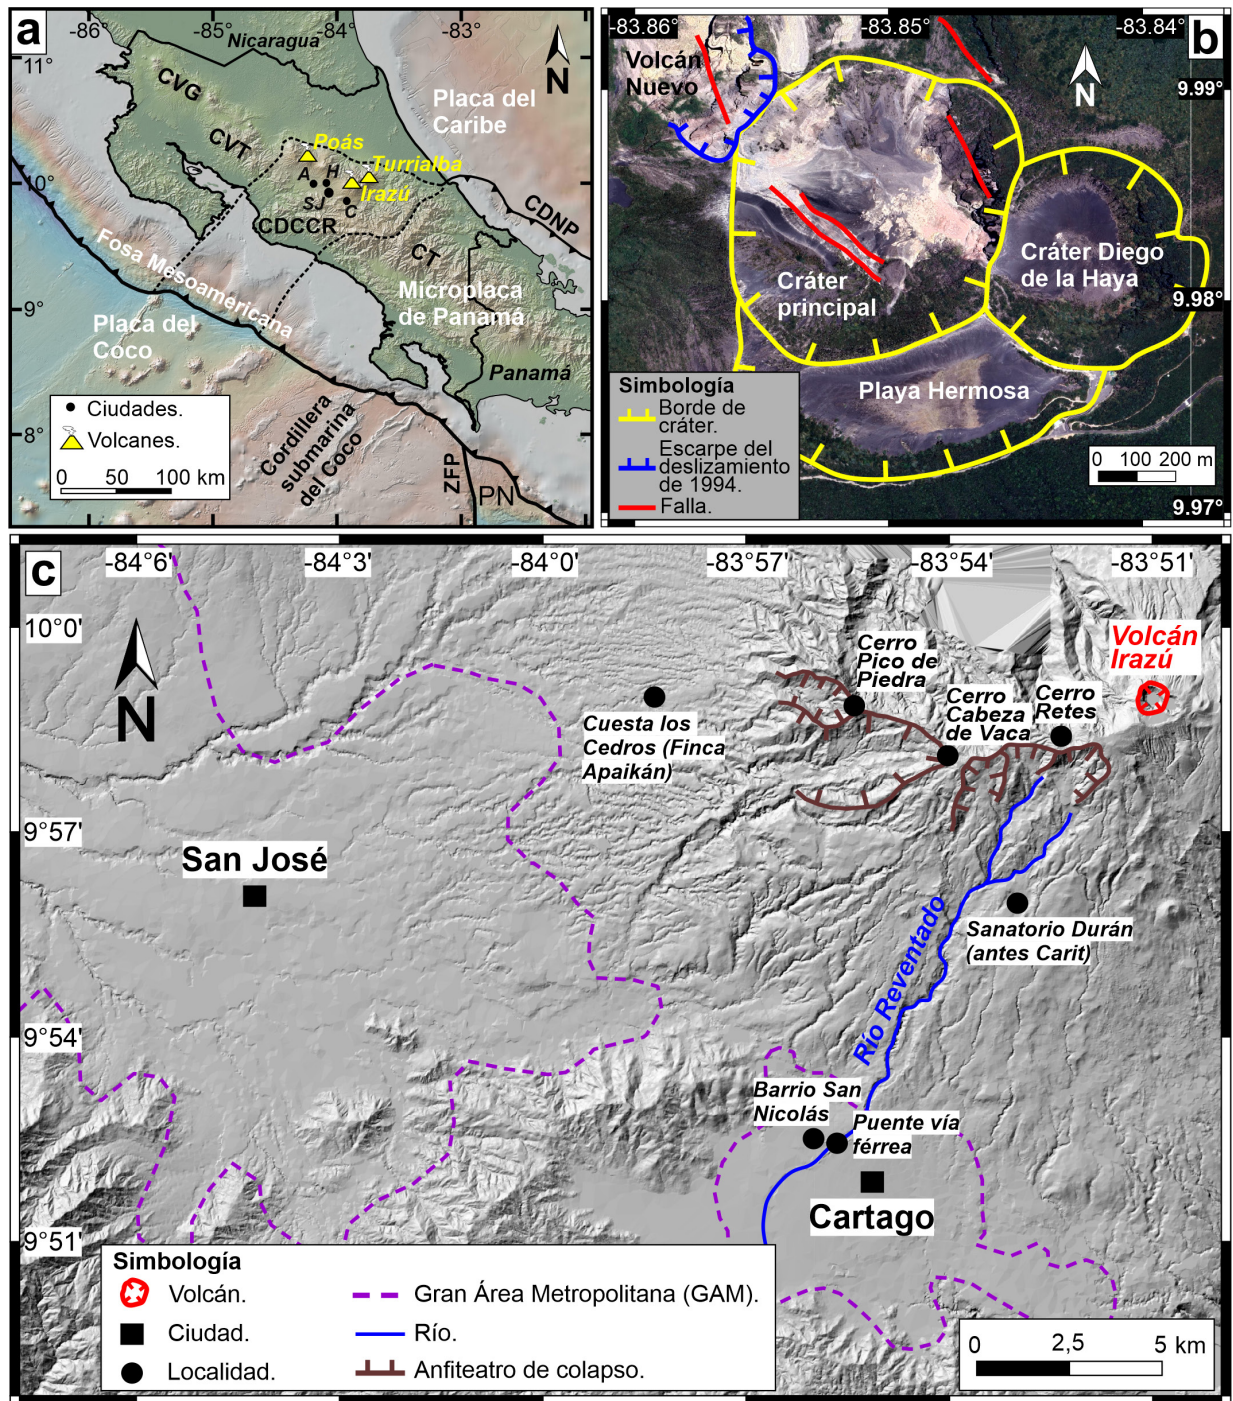 a
-86°
-85°
-84°
-83°
11°
10°
9°
8°
Nicaragua
N
CVG
CVT
Placa del
Caribe
Poás
Turrialba
Irazú
A
H
SJ
C
CDCCR
CT
CDNP
Fosa Mesoamericana
Microplaca
de Panamá
Placa del
Coco
Panamá
Cordillera
submarina
del Coco
ZFP
PN
Ciudades.
Volcanes.
0 50 100 km
b
-83.86°
-83.85°
-83.84°
9.99°
9.98°
9.97°
N
Volcán
Nuevo
Cráter Diego
de la Haya
Cráter
principal
Playa Hermosa
Simbología
Borde de
cráter.
Escarpe del
deslizamiento
de 1994.
Falla.
0 100 200 m
c
-84°6'
-84°3'
-84°0'
-83°57'
-83°54'
-83°51'
10°0'
9°57'
9°54'
9°51'
N
Volcán
Irazú
Cerro
Pico de
Piedra
Cerro
Cabeza
de Vaca
Cerro
Retes
Cuesta los
Cedros (Finca
Apaikán)
San José
Sanatorio Durán
(antes Carit)
Río Reventado
Barrio San
Nicolás
Puente vía
férrea
Cartago
Simbología
Volcán.
Ciudad.
Localidad.
Gran Área Metropolitana (GAM).
Río.
Anfiteatro de colapso.
0 2,5 5 km